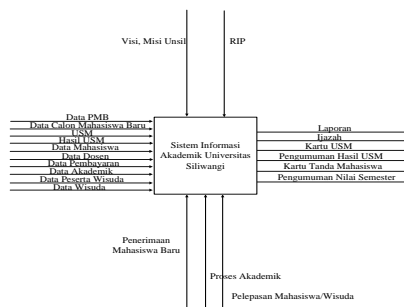 Visi, Misi Unsil
RIP
Data PMB
Data Calon Mahasiswa Baru
USM
Hasil USM
Data Mahasiswa
Data Dosen
Data Pembayaran
Data Akademik
Data Peserta Wisuda
Data Wisuda
Sistem Informasi
Akademik Universitas
Siliwangi
Laporan
Ijazah
Kartu USM
Pengumuman Hasil USM
Kartu Tanda Mahasiswa
Pengumuman Nilai Semester
Penerimaan
Mahasiswa Baru
Proses Akademik
Pelepasan Mahasiswa/Wisuda